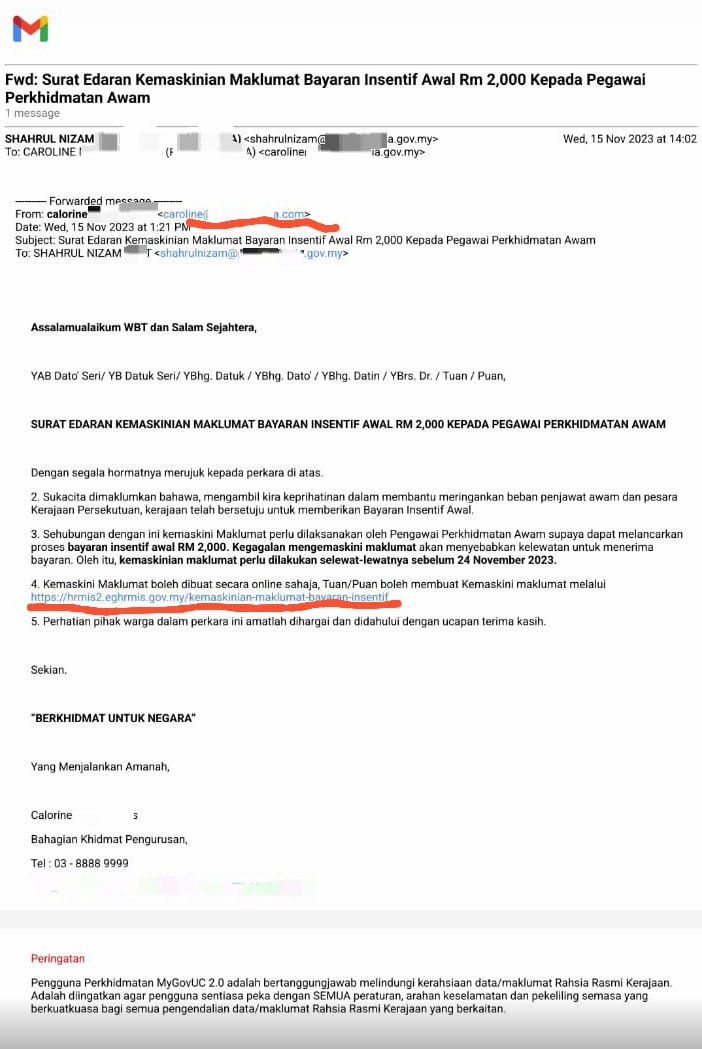 Fwd: Surat Edaran Kemaskinian Maklumat Bayaran Insentif Awal Rm 2,000 Kepada Pegawai
Perkhidmatan Awam
1 message
SHAHRUL NIZAM A) <shahrulnizam@ a.gov.my> Wed, 15 Nov 2023 at 14:02
To: CAROLINE A) <caroline ia.gov.my>
---------- Forwarded message ---------
From: calorine <caroline@ a.com>
Date: Wed, 15 Nov 2023 at 1:21 PM
Subject: Surat Edaran Kemaskinian Maklumat Bayaran Insentif Awal Rm 2,000 Kepada Pegawai Perkhidmatan Awam
To: SHAHRUL NIZAM T <shahrulnizam@ .gov.my>
Assalamualaikum WBT dan Salam Sejahtera,
YAB Dato' Seri/ YB Datuk Seri/ YBhg. Datuk / YBhg. Dato' / YBhg. Datin / YBrs. Dr. / Tuan / Puan,
SURAT EDARAN KEMASKINIAN MAKLUMAT BAYARAN INSENTIF AWAL RM 2,000 KEPADA PEGAWAI PERKHIDMATAN AWAM
Dengan segala hormatnya merujuk kepada perkara di atas.
2. Sukacita dimaklumkan bahawa, mengambil kira keprihatinan dalam membantu meringankan beban penjawat awam dan pesara
Kerajaan Persekutuan, kerajaan telah bersetuju untuk memberikan Bayaran Insentif Awal.
3. Sehubungan dengan ini kemaskini Maklumat perlu dilaksanakan oleh Pengawai Perkhidmatan Awam supaya dapat melancarkan
proses bayaran insentif awal RM 2,000. Kegagalan mengemaskini maklumat akan menyebabkan kelewatan untuk menerima
bayaran. Oleh itu, kemaskinian maklumat perlu dilakukan selewat-lewatnya sebelum 24 November 2023.
4. Kemaskini Maklumat boleh dibuat secara online sahaja, Tuan/Puan boleh membuat Kemaskini maklumat melalui
https://hrmis2.eghrmis.gov.my/kemaskinian-maklumat-bayaran-insentif
5. Perhatian pihak warga dalam perkara ini amatlah dihargai dan didahului dengan ucapan terima kasih.
Sekian.
"BERKHIDMAT UNTUK NEGARA"
Yang Menjalankan Amanah,
Calorine s
Bahagian Khidmat Pengurusan,
Tel : 03 - 8888 9999
Peringatan
Pengguna Perkhidmatan MyGovUC 2.0 adalah bertanggungjawab melindungi kerahsiaan data/maklumat Rahsia Rasmi Kerajaan.
Adalah diingatkan agar pengguna sentiasa peka dengan SEMUA peraturan, arahan keselamatan dan pekeliling semasa yang
berkuatkuasa bagi semua pengendalian data/maklumat Rahsia Rasmi Kerajaan yang berkaitan.